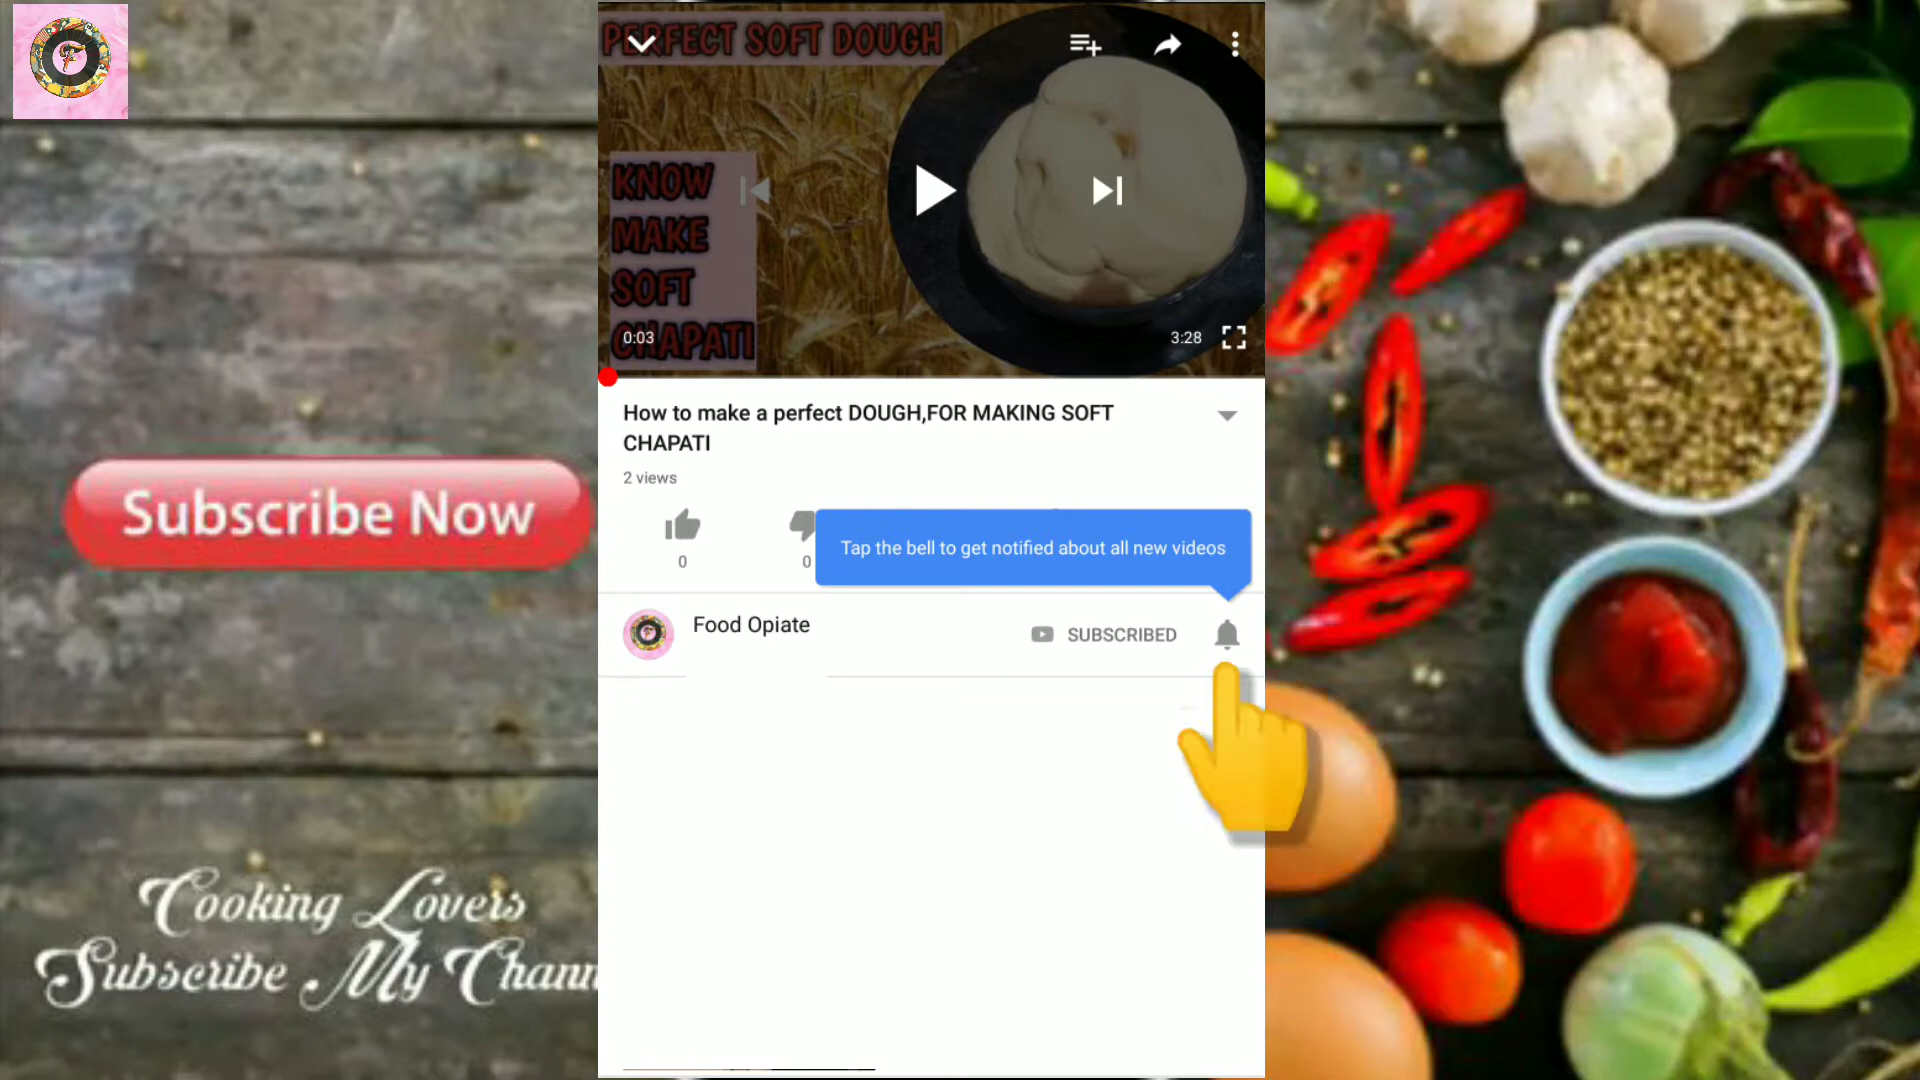 PERFECT SOFT DOUGH
KNOW
MAKE
SOFT
CHAPATI
0:03
3:28
How to make a perfect DOUGH,FOR MAKING SOFT
CHAPATI
2 views
0
0
Tap the bell to get notified about all new videos
Food Opiate
SUBSCRIBED
Subscribe Now
Cooking Lovers
Subscribe My Chann